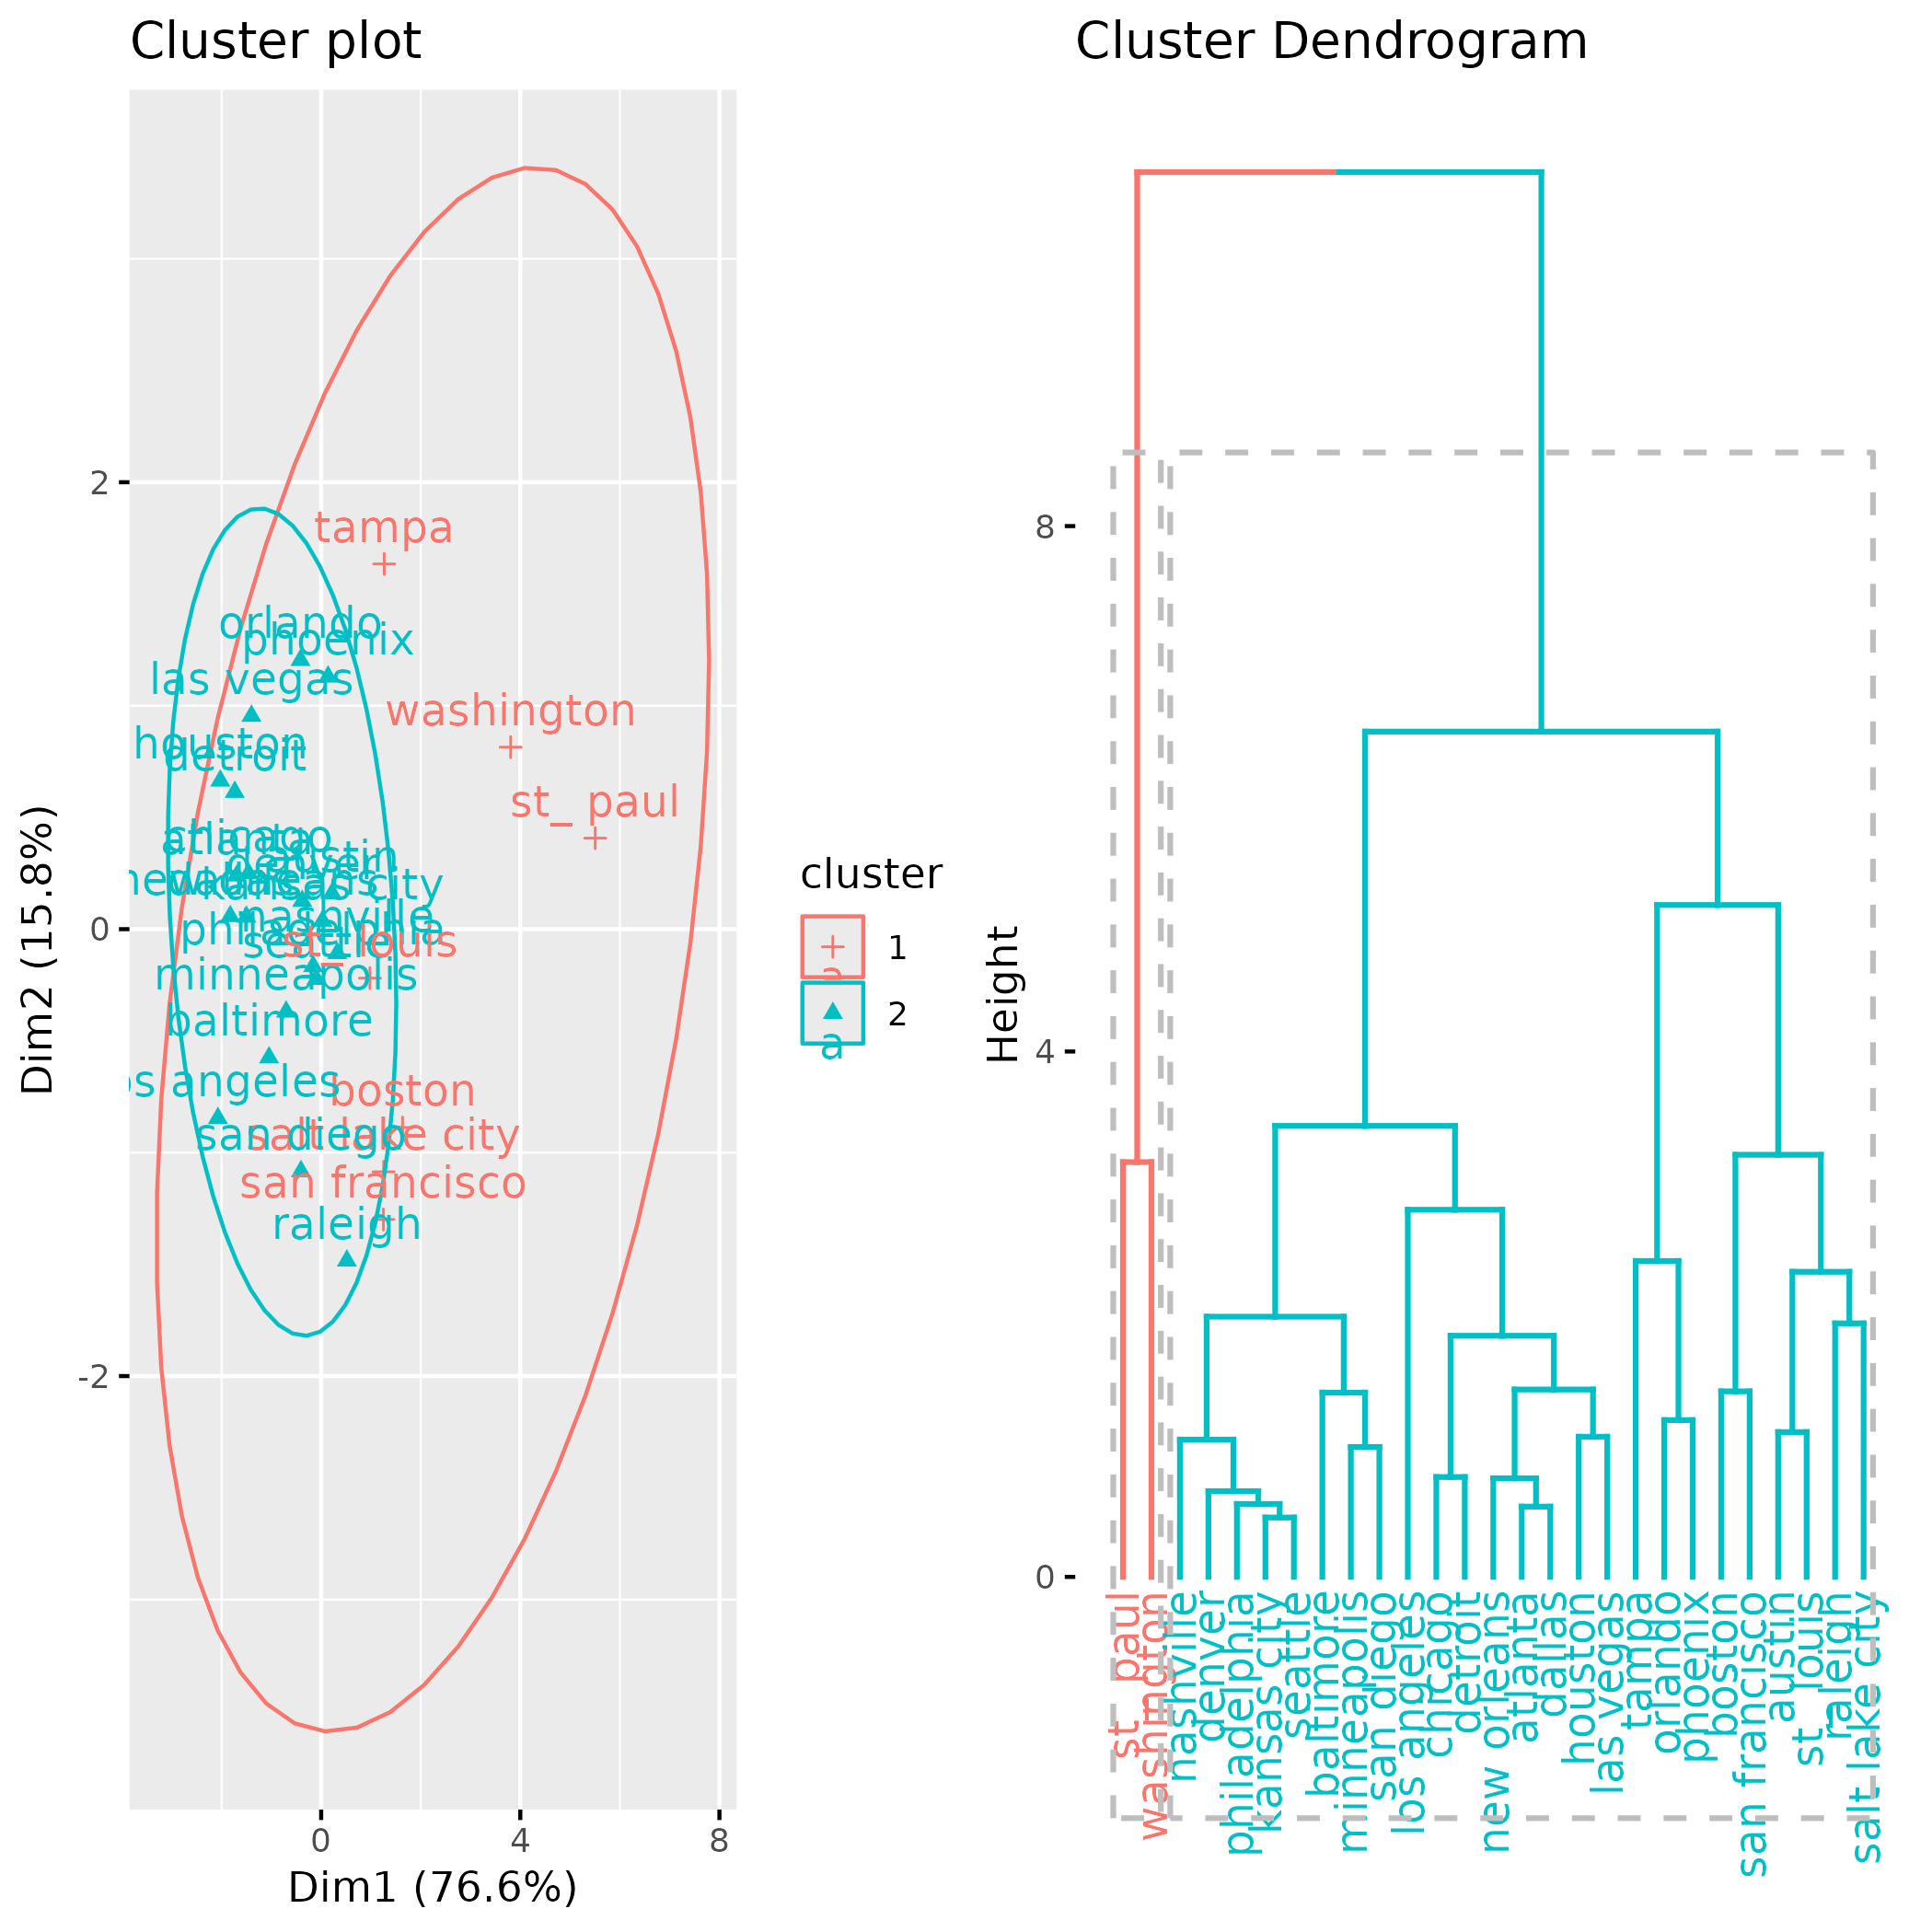 Cluster plot
Dim2 (15.8%)
2
0
-2
tampa
orlando
phoenix
las vegas
washington
houston
detroit
st_ paul
chicago
atlanta
austin
denver
kansas city
nashville
philadelphia
seattle
st_ louis
minneapolis
baltimore
os angeles
boston
san diego
salt lake city
san francisco
raleigh
0
4
8
Dim1 (76.6%)
cluster
1
a
2
Cluster Dendrogram
Height
8
4
0
st_ paul
washington
nashville
denver
philadelphia
kansas city
seattle
baltimore
minneapolis
san diego
los angeles
chicago
detroit
new orleans
atlanta
dallas
houston
las vegas
tampa
orlando
phoenix
boston
san francisco
austin
st_ louis
raleigh
salt lake city